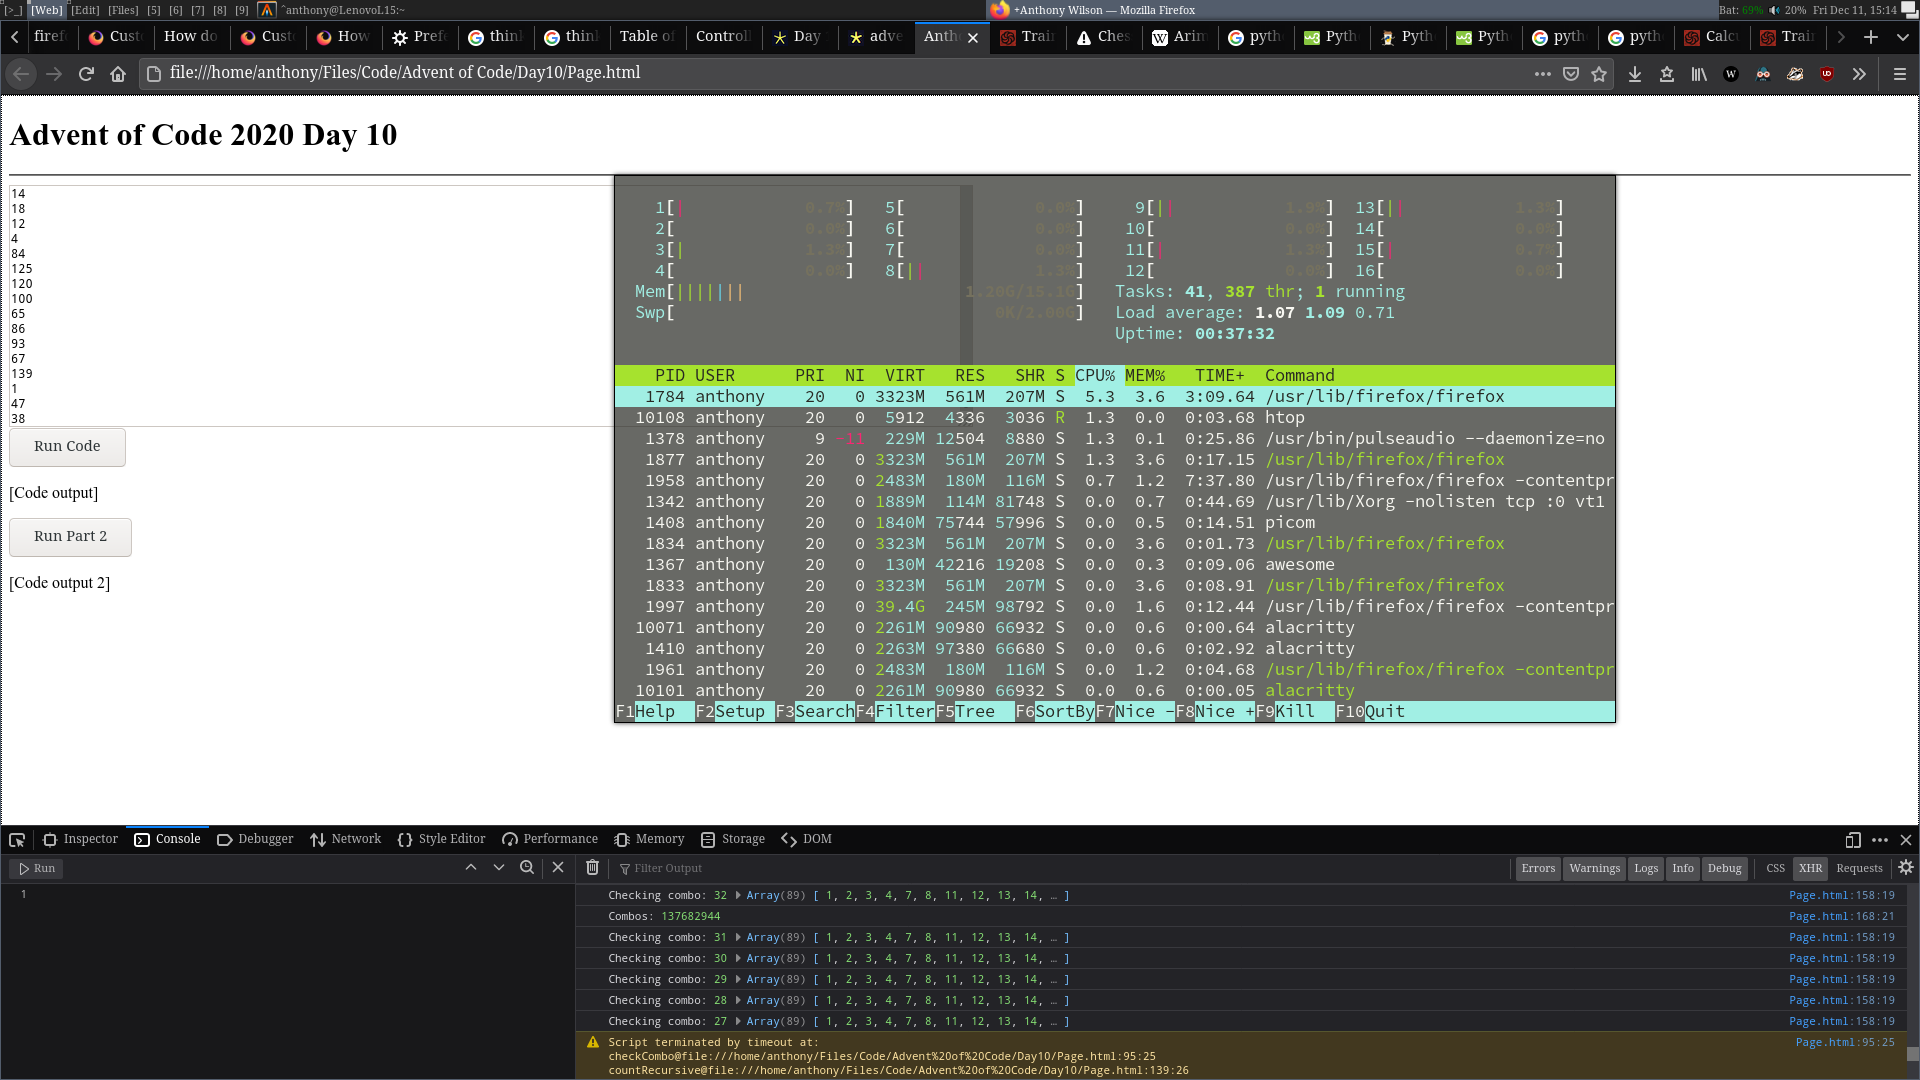 [>_] [Web] [Edit] [Files] [5] [6] [7] [8] [9] ^anthony@LenovoL15:~ +Anthony Wilson — Mozilla Firefox Bat: 69% 20% Fri Dec 11, 15:14
firef Cust How do Cust How Pref think think Table of Control Day adve Anth Train Ches Arim pyth Pyth Pyth Pyth pyth pyth Calc Train
file:///home/anthony/Files/Code/Advent of Code/Day10/Page.html
Advent of Code 2020 Day 10
14
18
12
4
84
125
120
100
65
86
93
67
139
1
47
38
Run Code
[Code output]
Run Part 2
[Code output 2]
1[ 0.7%] 5[ 0.0%] 9[ 1.9%] 13[ 1.3%]
2[ 0.0%] 6[ 0.0%] 10[ 0.0%] 14[ 0.0%]
3[ 1.3%] 7[ 0.0%] 11[ 1.3%] 15[ 0.7%]
4[ 0.0%] 8[ 1.3%] 12[ 0.0%] 16[ 0.0%]
Mem[||||||| 1.20G/15.1G] Tasks: 41, 387 thr; 1 running
Swp[ 0K/2.00G] Load average: 1.07 1.09 0.71
Uptime: 00:37:32
PID USER PRI NI VIRT RES SHR S CPU% MEM% TIME+ Command
1784 anthony 20 0 3323M 561M 207M S 5.3 3.6 3:09.64 /usr/lib/firefox/firefox
10108 anthony 20 0 5912 4336 3036 R 1.3 0.0 0:03.68 htop
1378 anthony 9 -11 229M 12504 8880 S 1.3 0.1 0:25.86 /usr/bin/pulseaudio --daemonize=no
1877 anthony 20 0 3323M 561M 207M S 1.3 3.6 0:17.15 /usr/lib/firefox/firefox
1958 anthony 20 0 2483M 180M 116M S 0.7 1.2 7:37.80 /usr/lib/firefox/firefox -contentpr
1342 anthony 20 0 1889M 114M 81748 S 0.0 0.7 0:44.69 /usr/lib/Xorg -nolisten tcp :0 vt1
1408 anthony 20 0 1840M 75744 57996 S 0.0 0.5 0:14.51 picom
1834 anthony 20 0 3323M 561M 207M S 0.0 3.6 0:01.73 /usr/lib/firefox/firefox
1367 anthony 20 0 130M 42216 19208 S 0.0 0.3 0:09.06 awesome
1833 anthony 20 0 3323M 561M 207M S 0.0 3.6 0:08.91 /usr/lib/firefox/firefox
1997 anthony 20 0 39.4G 245M 98792 S 0.0 1.6 0:12.44 /usr/lib/firefox/firefox -contentpr
10071 anthony 20 0 2261M 90980 66932 S 0.0 0.6 0:00.64 alacritty
1410 anthony 20 0 2263M 97380 66680 S 0.0 0.6 0:02.92 alacritty
1961 anthony 20 0 2483M 180M 116M S 0.0 1.2 0:04.68 /usr/lib/firefox/firefox -contentpr
10101 anthony 20 0 2261M 90980 66932 S 0.0 0.6 0:00.05 alacritty
F1Help F2Setup F3SearchF4FilterF5Tree F6SortByF7Nice -F8Nice +F9Kill F10Quit
Inspector Console Debugger Network Style Editor Performance Memory Storage DOM
Run Filter Output Errors Warnings Logs Info Debug CSS XHR Requests
1
Checking combo: 32 Array(89) [ 1, 2, 3, 4, 7, 8, 11, 12, 13, 14, … ] Page.html:158:19
Combos: 137682944 Page.html:168:21
Checking combo: 31 Array(89) [ 1, 2, 3, 4, 7, 8, 11, 12, 13, 14, … ] Page.html:158:19
Checking combo: 30 Array(89) [ 1, 2, 3, 4, 7, 8, 11, 12, 13, 14, … ] Page.html:158:19
Checking combo: 29 Array(89) [ 1, 2, 3, 4, 7, 8, 11, 12, 13, 14, … ] Page.html:158:19
Checking combo: 28 Array(89) [ 1, 2, 3, 4, 7, 8, 11, 12, 13, 14, … ] Page.html:158:19
Checking combo: 27 Array(89) [ 1, 2, 3, 4, 7, 8, 11, 12, 13, 14, … ] Page.html:158:19
Script terminated by timeout at: Page.html:95:25
checkCombo@file:///home/anthony/Files/Code/Advent%20of%20Code/Day10/Page.html:95:25
countRecursive@file:///home/anthony/Files/Code/Advent%20of%20Code/Day10/Page.html:139:26